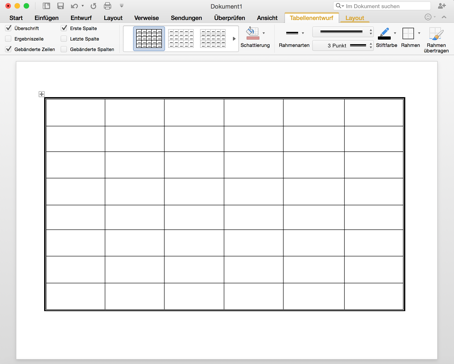 Dokument1
Im Dokument suchen
Start Einfügen Entwurf Layout Verweise Sendungen Überprüfen Ansicht Tabellenentwurf Layout
Überschrift Erste Spalte
Ergebniszeile Letzte Spalte
Gebänderte Zeilen Gebänderte Spalten
Schattierung Rahmenarten 3 Punkt Stiftfarbe Rahmen Rahmen übertragen